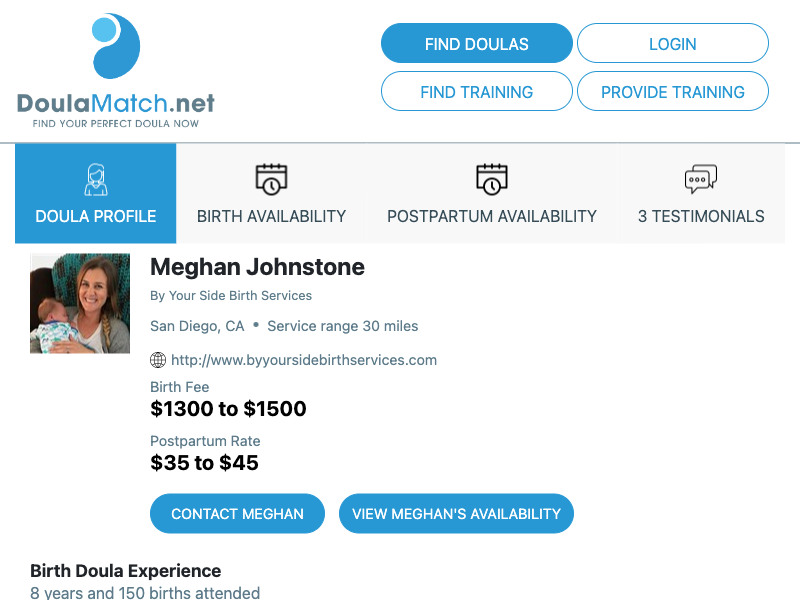 DoulaMatch.net
FIND YOUR PERFECT DOULA NOW
FIND DOULAS
LOGIN
FIND TRAINING
PROVIDE TRAINING
DOULA PROFILE
BIRTH AVAILABILITY
POSTPARTUM AVAILABILITY
3 TESTIMONIALS
Meghan Johnstone
By Your Side Birth Services
San Diego, CA • Service range 30 miles
http://www.byyoursidebirthservices.com
Birth Fee
$1300 to $1500
Postpartum Rate
$35 to $45
CONTACT MEGHAN
VIEW MEGHAN'S AVAILABILITY
Birth Doula Experience
8 years and 150 births attended